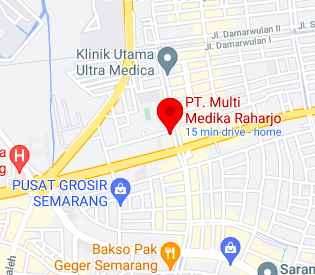 Jl. Damarwulan II
Jl. Damarwulan I
Klinik Utama
Ultra Medica
PT. Multi
Medika Raharjo
15 min drive - home
H
PUSAT GROSIR
SEMARANG
Bakso Pak
Geger Semarang